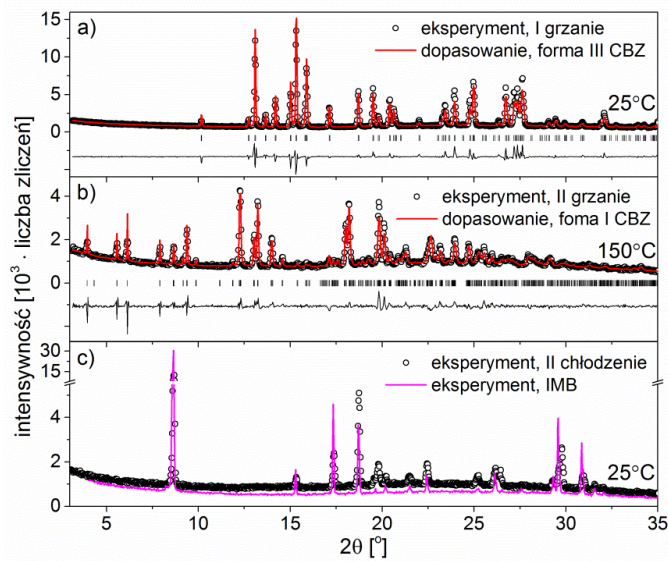 a)
eksperyment, I grzanie
dopasowanie, forma III CBZ
25°C
15
10
5
0
b)
eksperyment, II grzanie
dopasowanie, foma I CBZ
150°C
4
2
0
c)
eksperyment, II chłodzenie
eksperyment, IMB
25°C
30
15
4
2
0
intensywność [10³ · liczba zliczeń]
5 10 15 20 25 30 35
2θ [°]